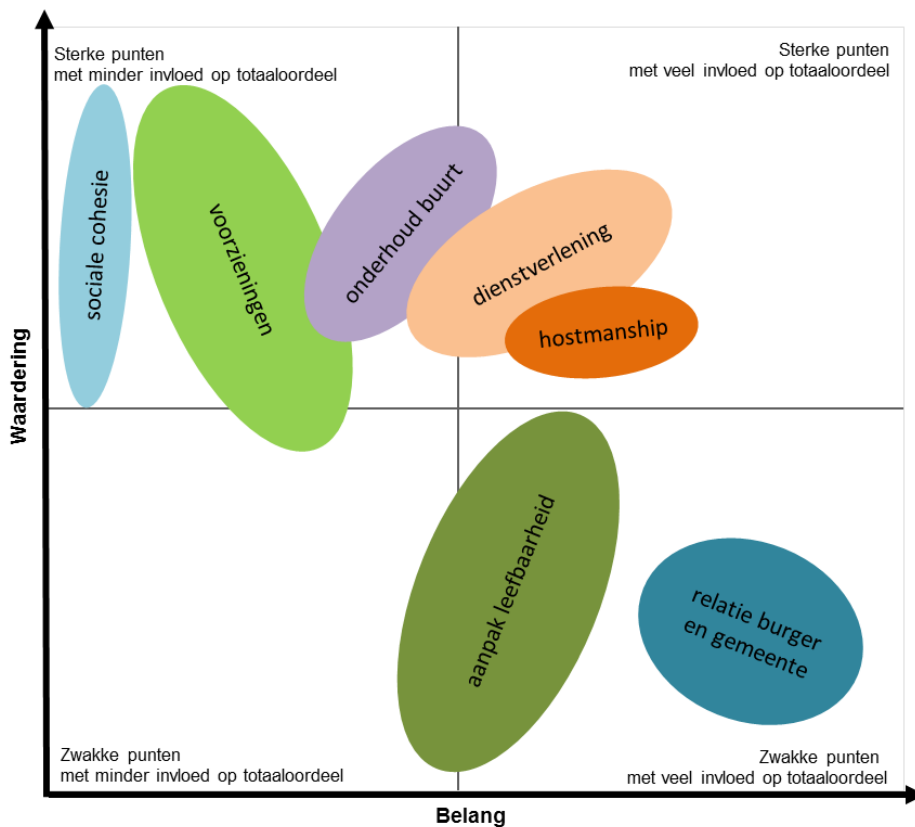 Sterke punten
met minder invloed op totaaloordeel
Sterke punten
met veel invloed op totaaloordeel
sociale cohesie
voorzieningen
onderhoud buurt
dienstverlening
hostmanship
Waardering
aanpak leefbaarheid
relatie burger
en gemeente
Zwakke punten
met minder invloed op totaaloordeel
Zwakke punten
met veel invloed op totaaloordeel
Belang